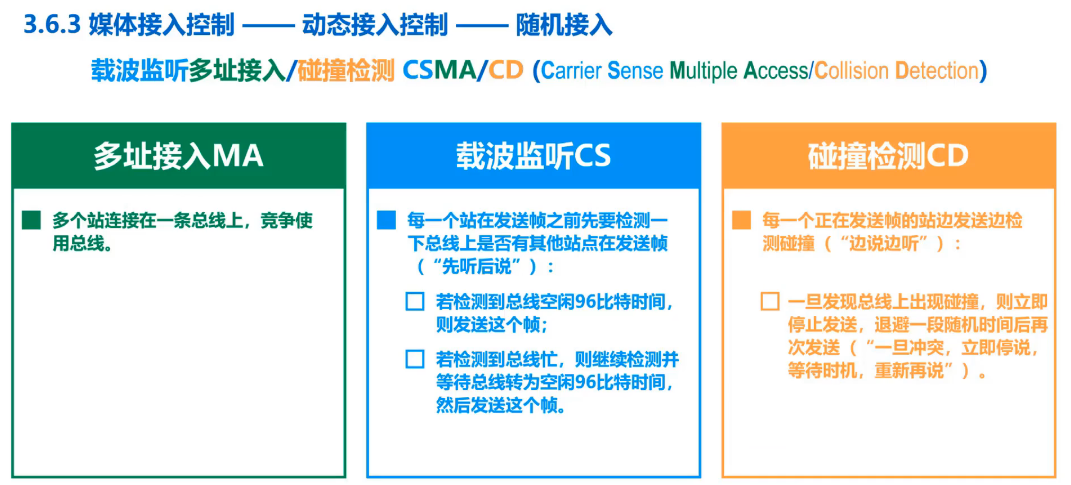 3.6.3 媒体接入控制 —— 动态接入控制 —— 随机接入
载波监听多址接入/碰撞检测 CSMA/CD (Carrier Sense Multiple Access/Collision Detection)
多址接入MA
多个站连接在一条总线上，竞争使
用总线。
载波监听CS
每一个站在发送帧之前先要检测一
下总线上是否有其他站点在发送帧
（“先听后说”）：
若检测到总线空闲96比特时间，
则发送这个帧；
若检测到总线忙，则继续检测并
等待总线转为空闲96比特时间，
然后发送这个帧。
碰撞检测CD
每一个正在发送帧的站边发送边检
测碰撞（“边说边听”）：
一旦发现总线上出现碰撞，则立即
停止发送，退避一段随机时间后再
次发送（“一旦冲突，立即停说，
等待时机，重新再说”）。